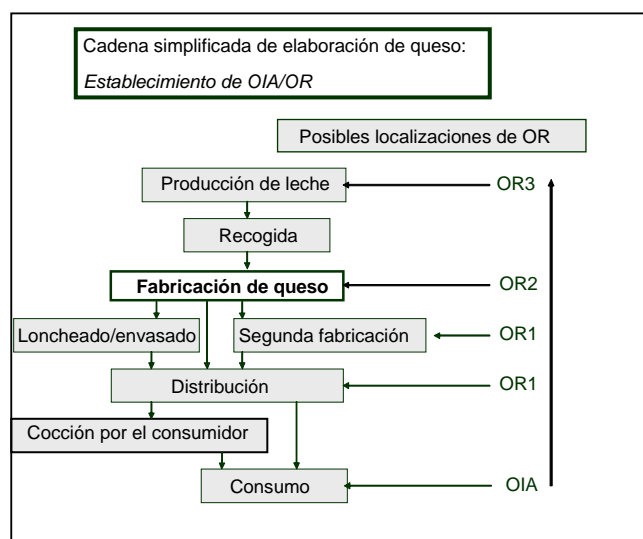 Cadena simplificada de elaboración de queso:
Establecimiento de OIA/OR
Posibles localizaciones de OR
Producción de leche
OR3
Recogida
Fabricación de queso
OR2
Loncheado/envasado
Segunda fabricación
OR1
Distribución
OR1
Cocción por el consumidor
Consumo
OIA